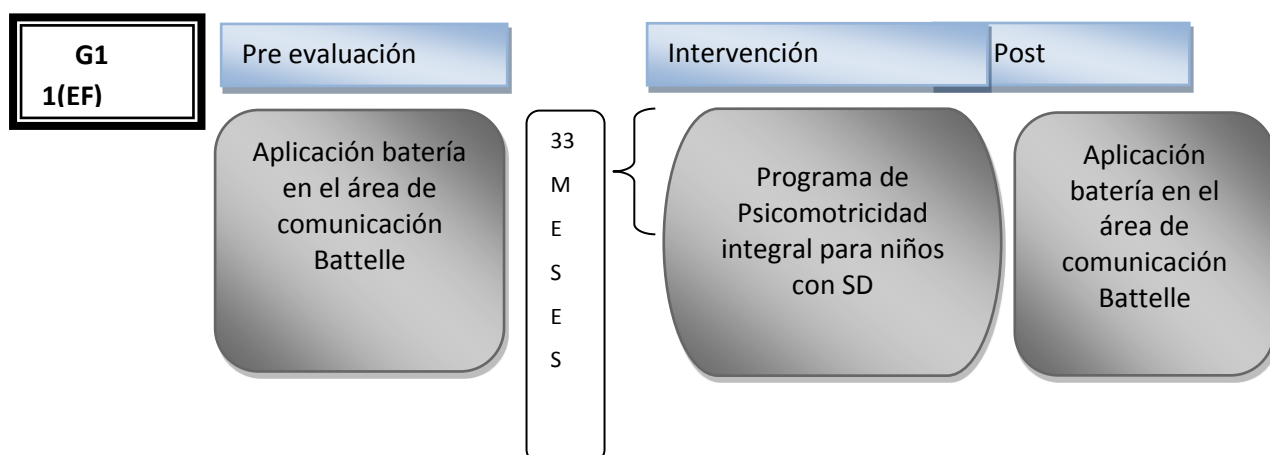 G1
1(EF)
Pre evaluación
Intervención
Post
Aplicación batería
en el área de
comunicación
Battelle
33
M
E
S
E
S
Programa de
Psicomotricidad
integral para niños
con SD
Aplicación
batería en el
área de
comunicación
Battelle